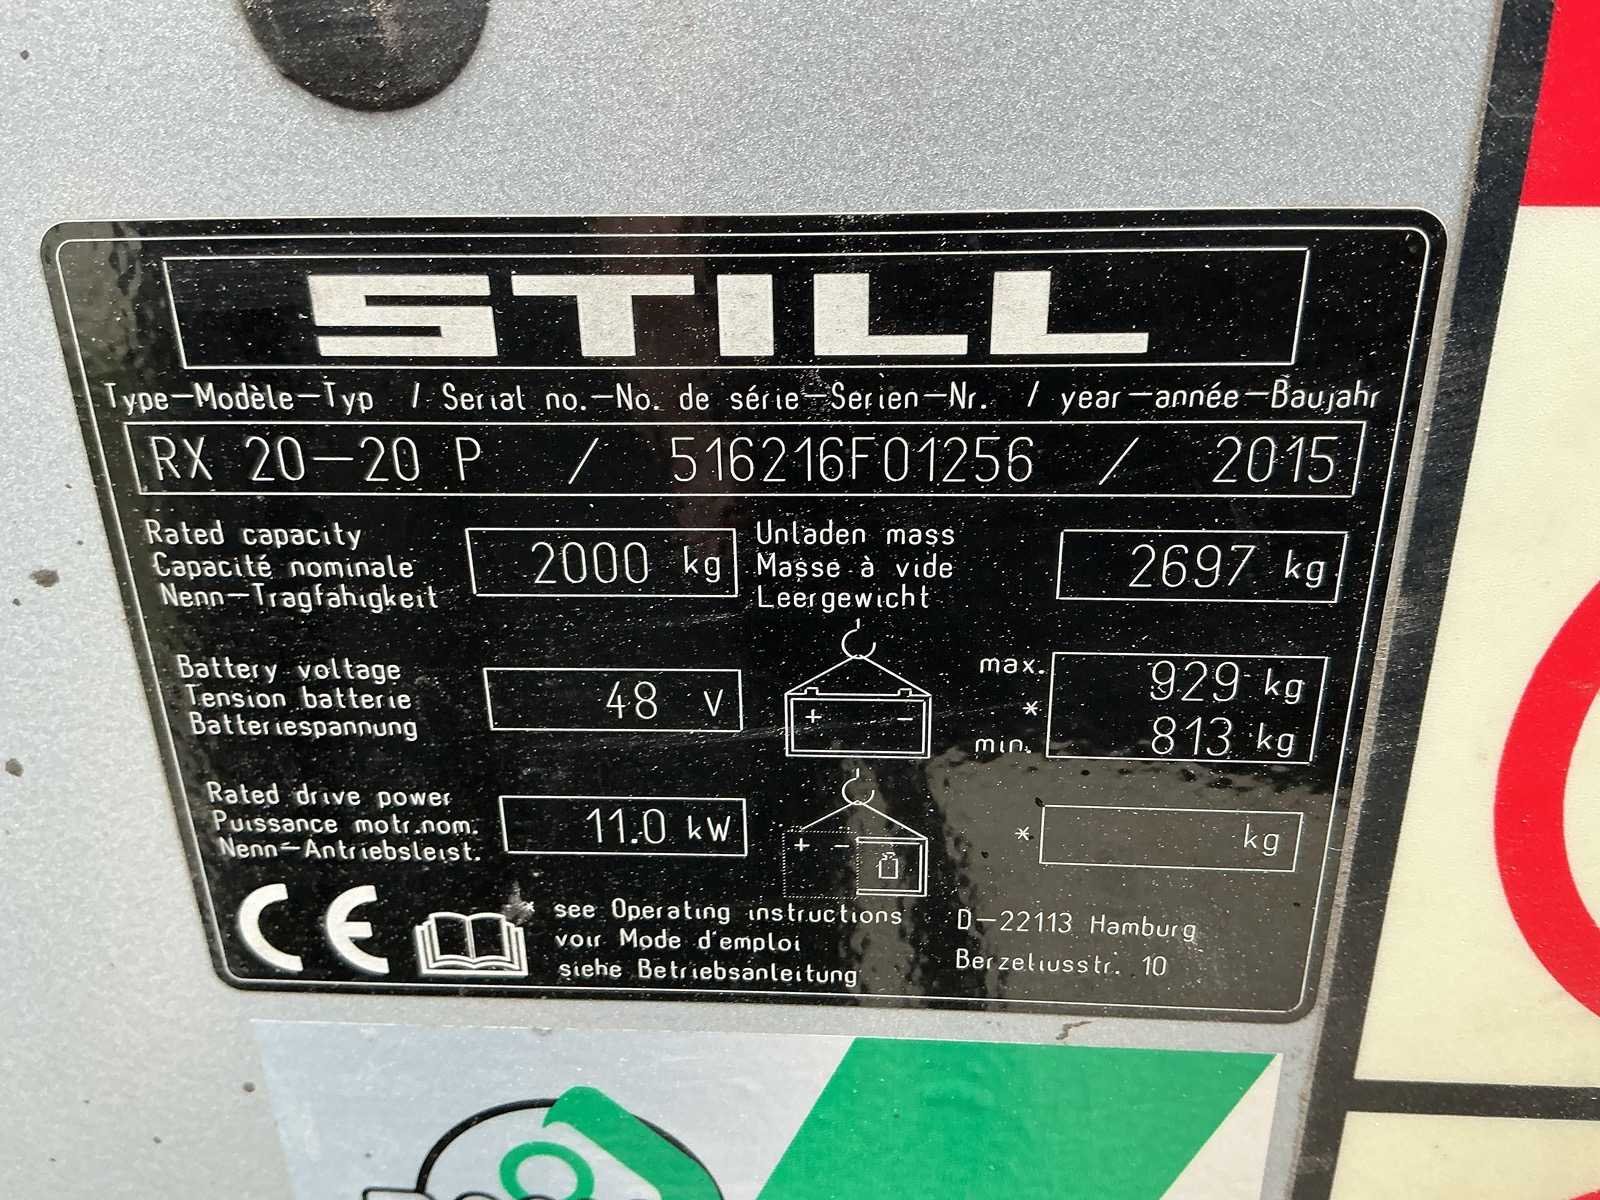 STILL
Type-Modèle-Typ / Serial no.-No. de série-Serien-Nr. / year-année-Baujahr
RX 20-20 P / 516216F01256 / 2015
Rated capacity
Capacité nominale
Nenn-Tragfähigkeit
2000 kg
Unladen mass
Masse à vide
Leergewicht
2697 kg
Battery voltage
Tension batterie
Batteriespannung
48 V
+ -
max. 929 kg
*
min. 813 kg
Rated drive power
Puissance motr.nom.
Nenn-Antriebsleist.
11.0 kW
+ -
* kg
CE
* see Operating instructions
voir Mode d'emploi
siehe Betriebsanleitung
D-22113 Hamburg
Berzeliusstr. 10